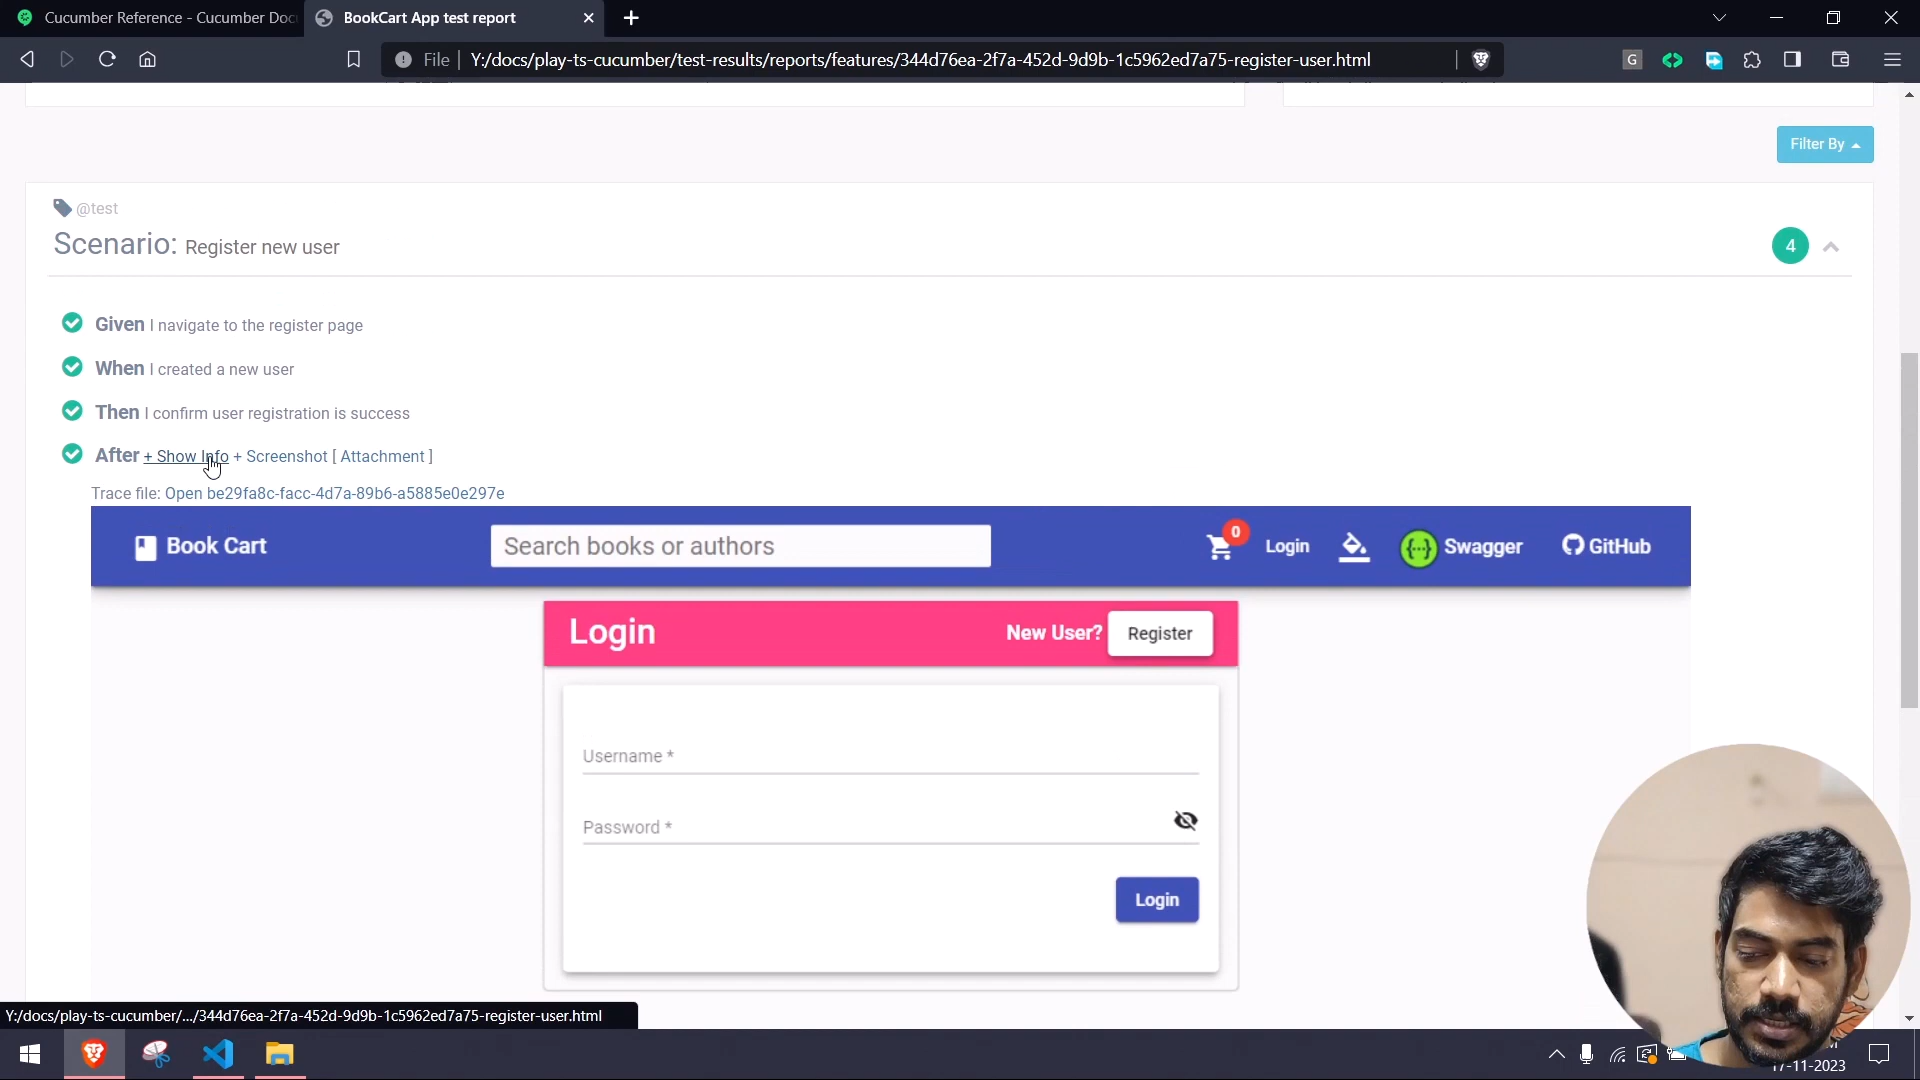 Cucumber Reference - Cucumber Doc
BookCart App test report
File
Y:/docs/play-ts-cucumber/test-results/reports/features/344d76ea-2f7a-452d-9d9b-1c5962ed7a75-register-user.html
G
Filter By
@test
Scenario: Register new user
4
Given I navigate to the register page
When I created a new user
Then I confirm user registration is success
After + Show Info + Screenshot [ Attachment ]
Trace file: Open be29fa8c-facc-4d7a-89b6-a5885e0e297e
Book Cart
Search books or authors
0
Login
Swagger
GitHub
Login
New User?
Register
Username *
Password *
Login
Y:/docs/play-ts-cucumber/.../344d76ea-2f7a-452d-9d9b-1c5962ed7a75-register-user.html
17-11-2023